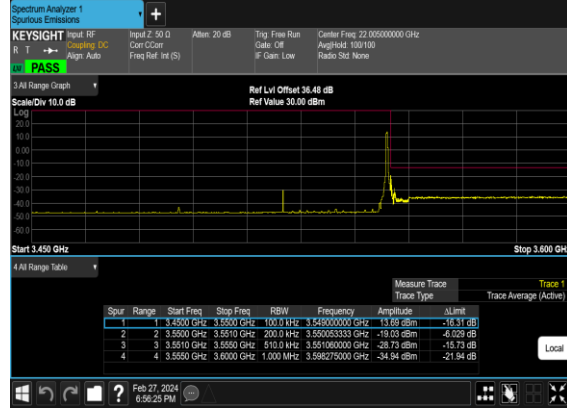 Spectrum Analyzer 1
Spurious Emissions
+
KEYSIGHT Input: RF Input Z: 50 Ω Atten: 20 dB Trig: Free Run Center Freq: 22.005000000 GHz
R T Coupling: DC Corr CCorr Gate: Off Avg|Hold: 100/100
Align: Auto Freq Ref: Int (S) IF Gain: Low Radio Std: None
PASS
3 All Range Graph
Ref Lvl Offset 36.48 dB
Scale/Div 10.0 dB Ref Value 30.00 dBm
Log
20.0
10.0
0.00
-10.0
-20.0
-30.0
-40.0
-50.0
-60.0
Start 3.450 GHz Stop 3.600 GH
4 All Range Table
Measure Trace Trace 1
Trace Type Trace Average (Active)
Spur Range Start Freq Stop Freq RBW Frequency Amplitude ΔLimit
1 1 3.4500 GHz 3.5500 GHz 100.0 kHz 3.549000000 GHz 13.69 dBm -16.31 dB
2 2 3.5500 GHz 3.5510 GHz 200.0 kHz 3.550053333 GHz -19.03 dBm -6.029 dB
3 3 3.5510 GHz 3.5550 GHz 510.0 kHz 3.551060000 GHz -28.73 dBm -15.73 dB
4 4 3.5550 GHz 3.6000 GHz 1.000 MHz 3.598275000 GHz -34.94 dBm -21.94 dB
Local
? Feb 27, 2024
6:56:25 PM